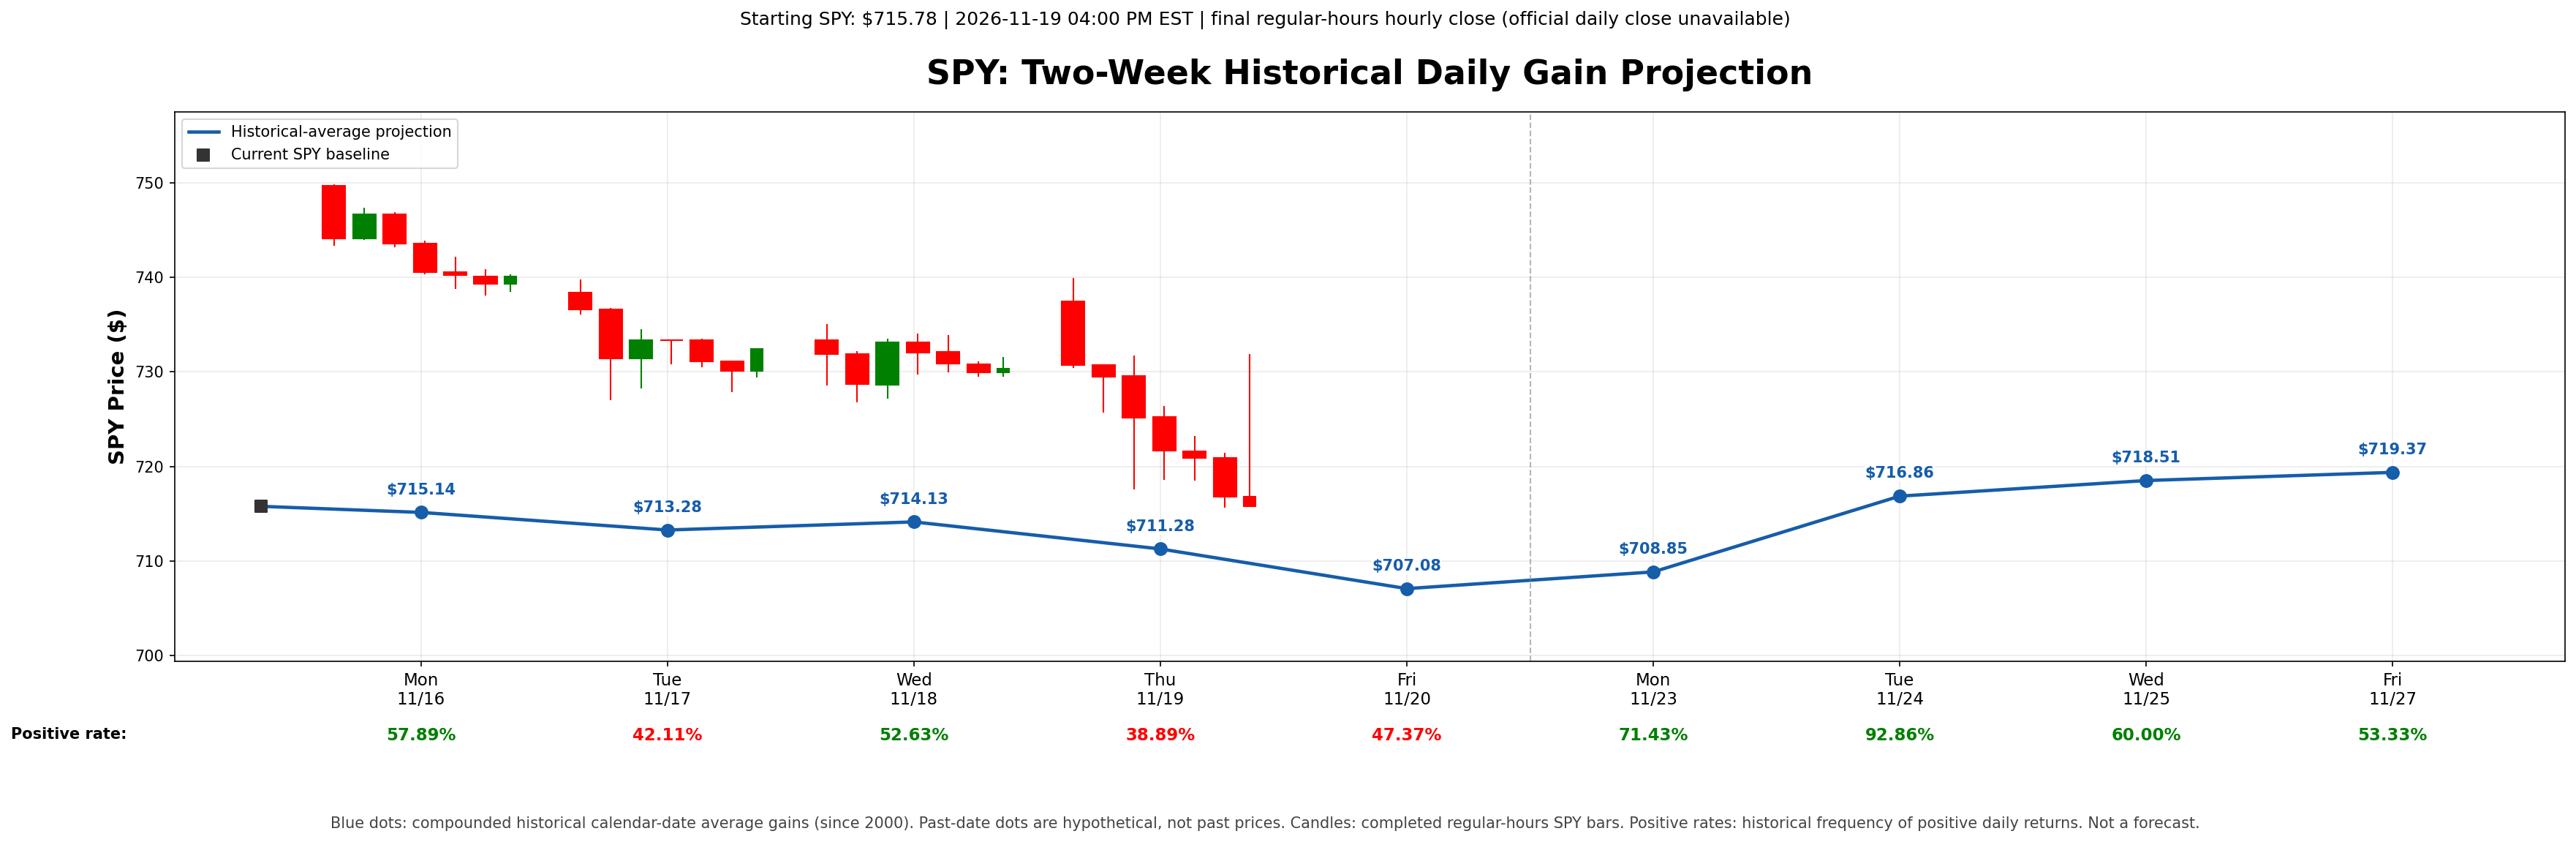 Starting SPY: $715.78 | 2026-11-19 04:00 PM EST | final regular-hours hourly close (official daily close unavailable)
SPY: Two-Week Historical Daily Gain Projection
Historical-average projection
Current SPY baseline
SPY Price ($)
750
740
730
720
710
700
$715.14
$713.28
$714.13
$711.28
$707.08
$708.85
$716.86
$718.51
$719.37
Mon Tue Wed Thu Fri Mon Tue Wed Fri
11/16 11/17 11/18 11/19 11/20 11/23 11/24 11/25 11/27
Positive rate: 57.89% 42.11% 52.63% 38.89% 47.37% 71.43% 92.86% 60.00% 53.33%
Blue dots: compounded historical calendar-date average gains (since 2000). Past-date dots are hypothetical, not past prices. Candles: completed regular-hours SPY bars. Positive rates: historical frequency of positive daily returns. Not a forecast.